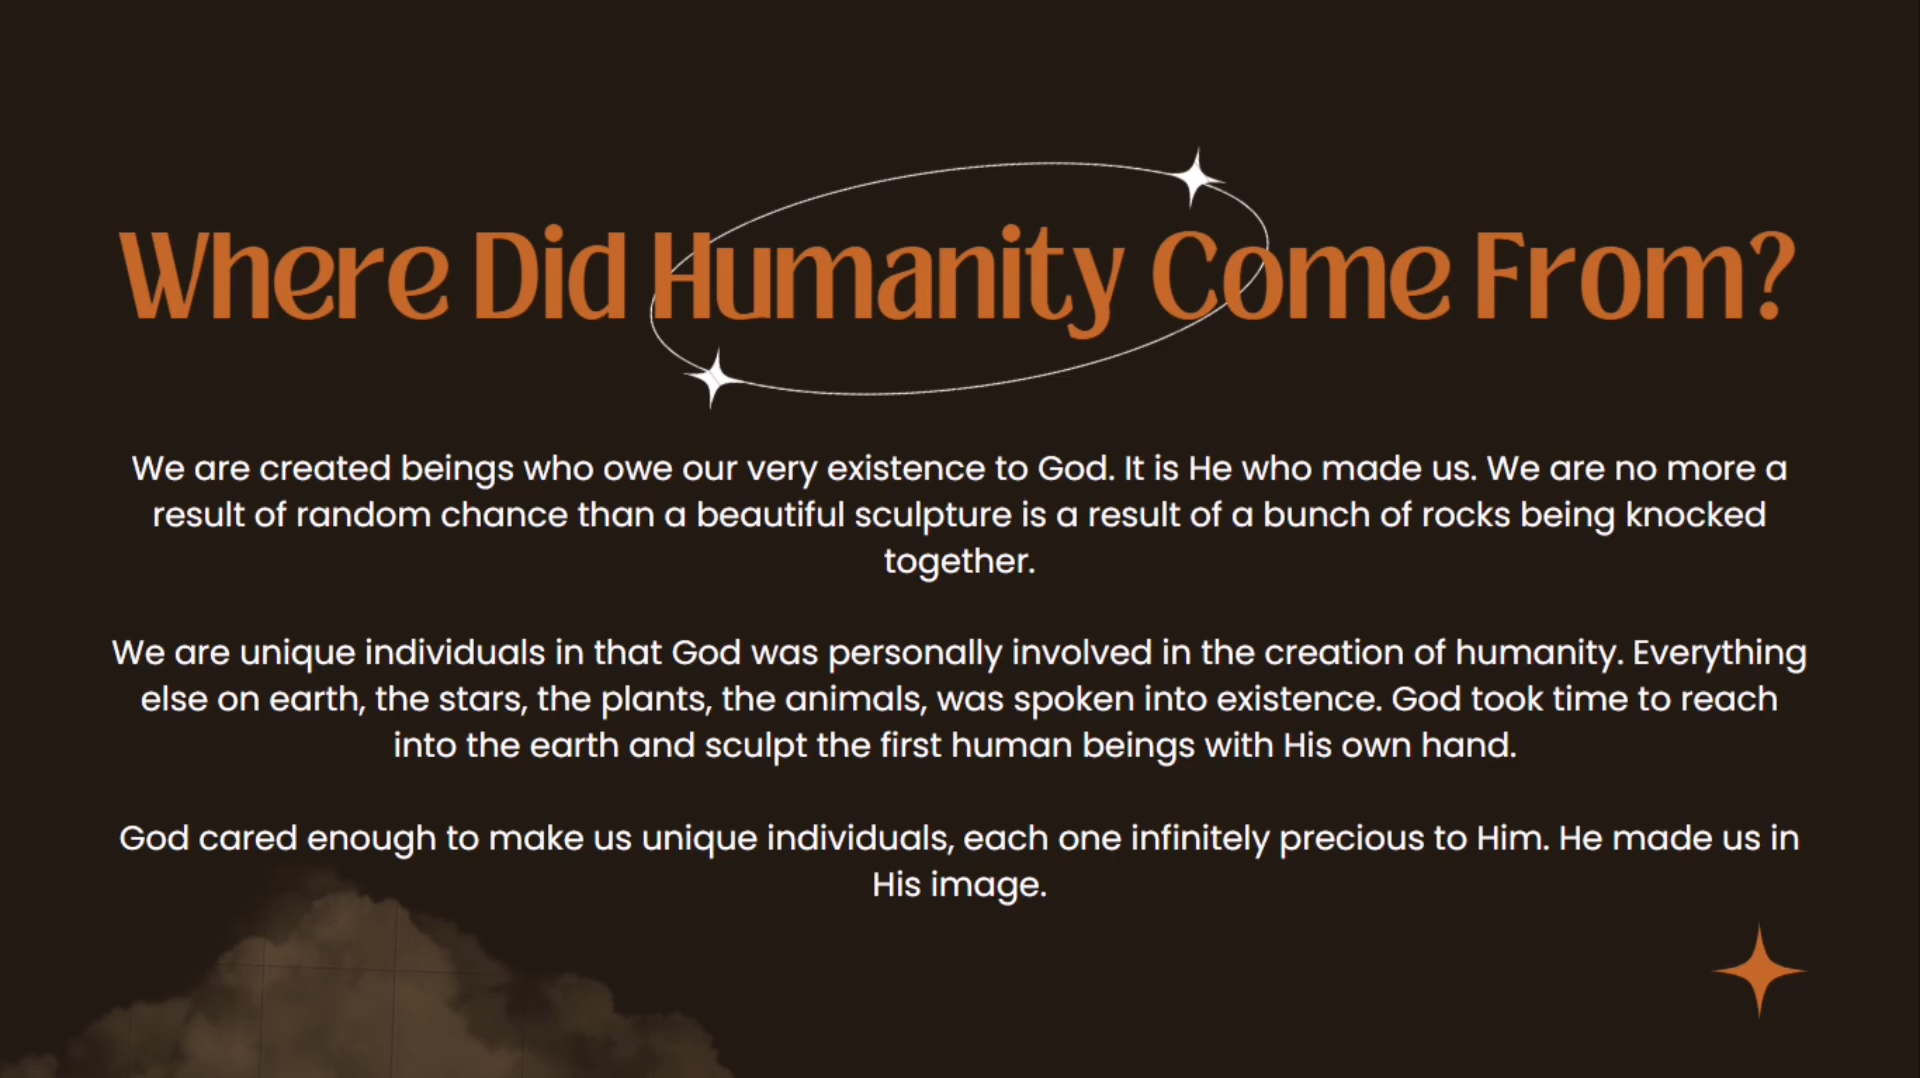 Where Did Humanity Come From?
We are created beings who owe our very existence to God. It is He who made us. We are no more a
result of random chance than a beautiful sculpture is a result of a bunch of rocks being knocked
together.
We are unique individuals in that God was personally involved in the creation of humanity. Everything
else on earth, the stars, the plants, the animals, was spoken into existence. God took time to reach
into the earth and sculpt the first human beings with His own hand.
God cared enough to make us unique individuals, each one infinitely precious to Him. He made us in
His image.